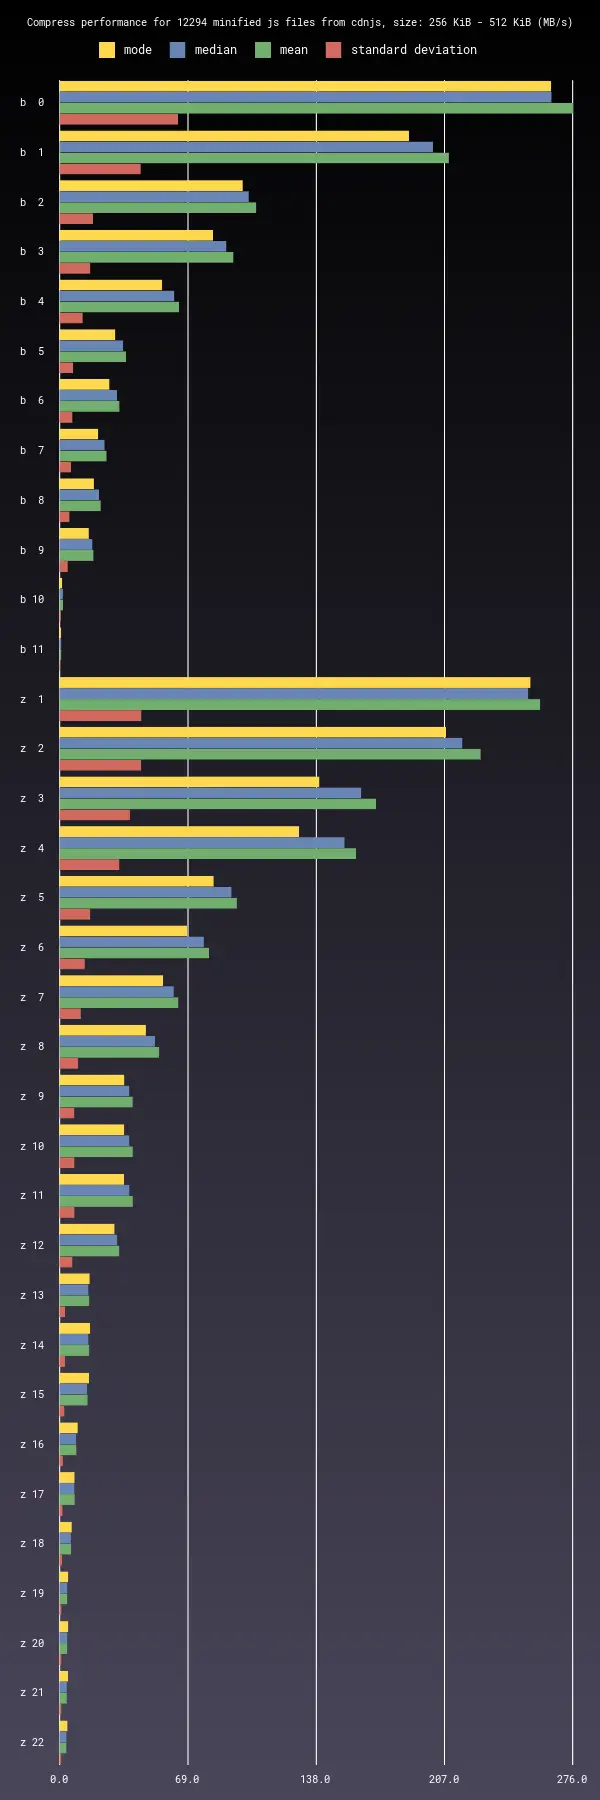 Compress performance for 12294 minified js files from cdnjs, size: 256 KiB - 512 KiB (MB/s)
mode median mean standard deviation
b 0
b 1
b 2
b 3
b 4
b 5
b 6
b 7
b 8
b 9
b 10
b 11
z 1
z 2
z 3
z 4
z 5
z 6
z 7
z 8
z 9
z 10
z 11
z 12
z 13
z 14
z 15
z 16
z 17
z 18
z 19
z 20
z 21
z 22
0.0 69.0 138.0 207.0 276.0